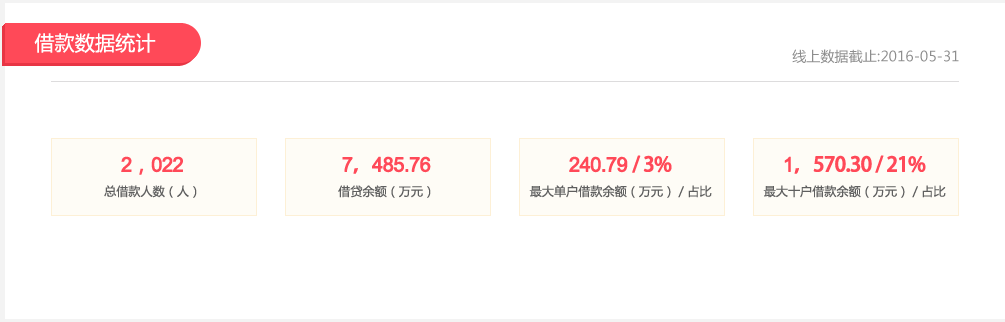 借款数据统计
线上数据截止:2016-05-31
2，022
总借款人数（人）
7，485.76
借贷余额（万元）
240.79 / 3%
最大单户借款余额（万元）/ 占比
1，570.30 / 21%
最大十户借款余额（万元）/ 占比